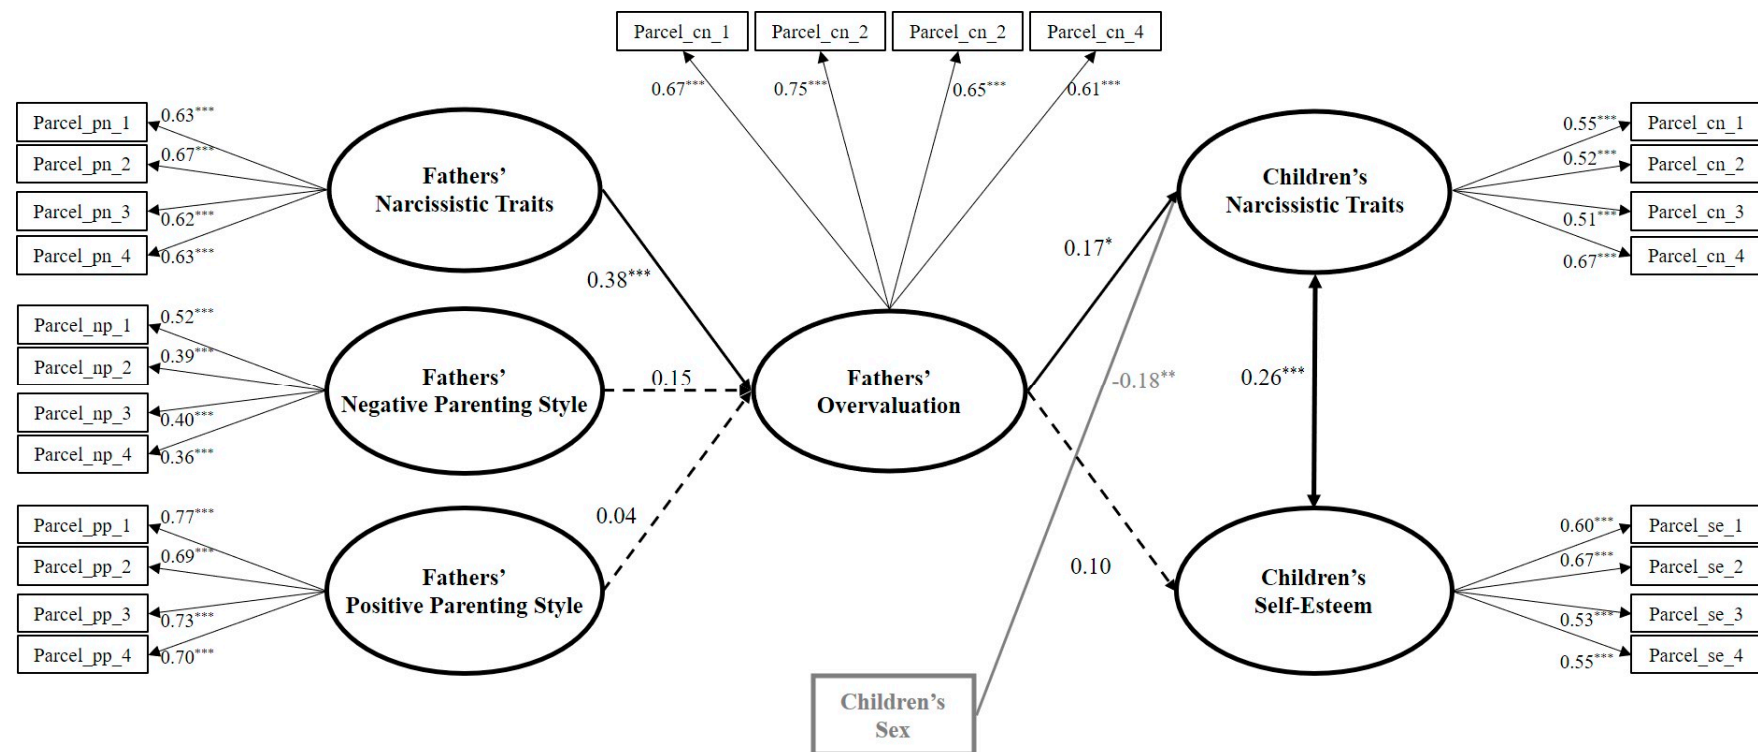 Parcel_cn_1
Parcel_cn_2
Parcel_cn_2
Parcel_cn_4
0.67***
0.75***
0.65***
0.61***
Parcel_pn_1
Parcel_pn_2
Parcel_pn_3
Parcel_pn_4
0.63***
0.67***
0.62***
0.63***
Fathers’
Narcissistic Traits
Parcel_np_1
Parcel_np_2
Parcel_np_3
Parcel_np_4
0.52***
0.39***
0.40***
0.36***
Fathers’
Negative Parenting Style
Parcel_pp_1
Parcel_pp_2
Parcel_pp_3
Parcel_pp_4
0.77***
0.69***
0.73***
0.70***
Fathers’
Positive Parenting Style
0.38***
0.15
0.04
Fathers’
Overvaluation
0.17*
-0.18**
0.10
Children’s
Sex
Children’s
Narcissistic Traits
0.26***
Children’s
Self-Esteem
0.55***
0.52***
0.51***
0.67***
Parcel_cn_1
Parcel_cn_2
Parcel_cn_3
Parcel_cn_4
0.60***
0.67***
0.53***
0.55***
Parcel_se_1
Parcel_se_2
Parcel_se_3
Parcel_se_4